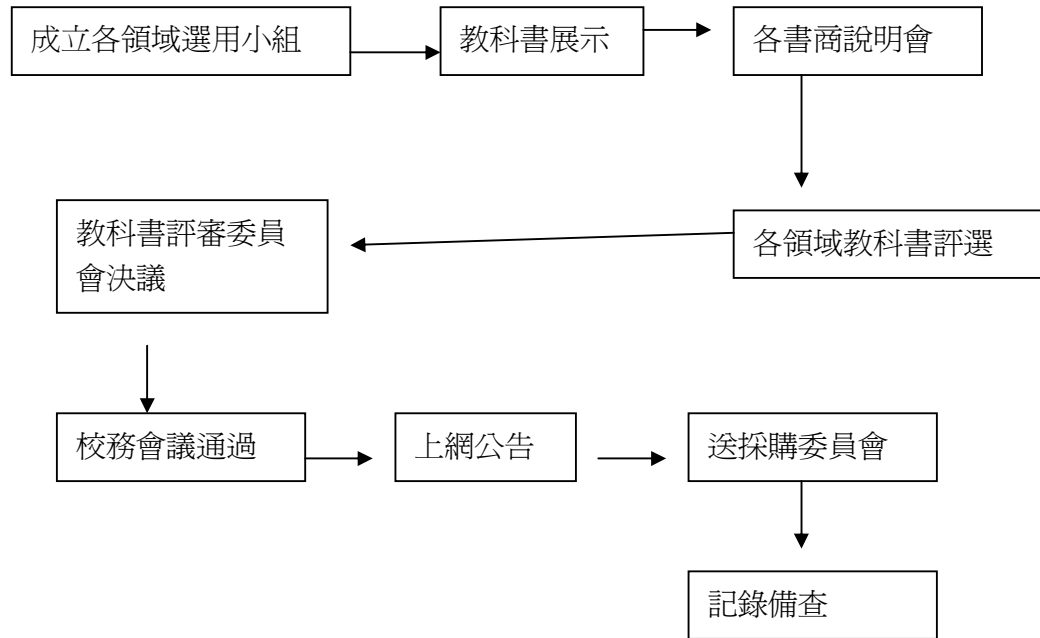 成立各領域選用小組
教科書展示
各書商說明會
各領域教科書評選
教科書評審委員
會決議
校務會議通過
上網公告
送採購委員會
記錄備查